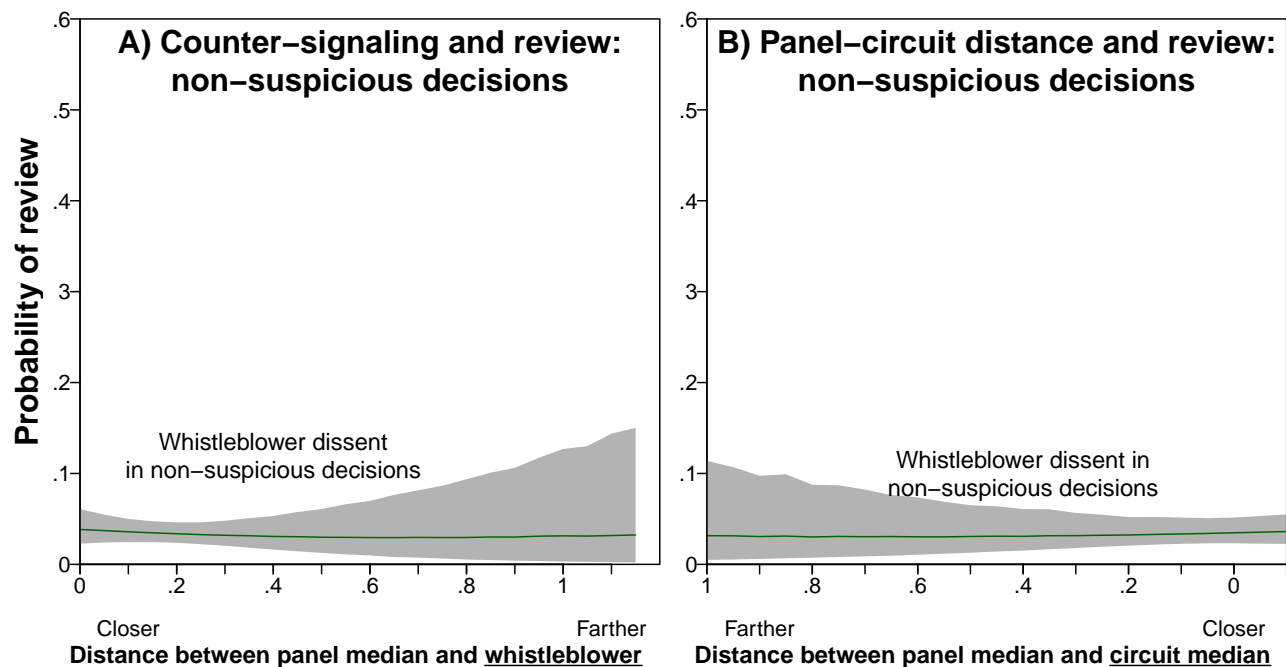 A) Counter−signaling and review:
non−suspicious decisions
Probability of review
.6
.5
.4
3
.2
.1
0
Whistleblower dissent
in non−suspicious decisions
0
.2
.4
.6
.8
1
Closer
Farther
Distance between panel median and whistleblower
B) Panel−circuit distance and review:
non−suspicious decisions
.6
.5
.4
3
.2
.1
0
Whistleblower dissent in
non−suspicious decisions
1
.8
.6
.4
.2
0
Farther
Closer
Distance between panel median and circuit median